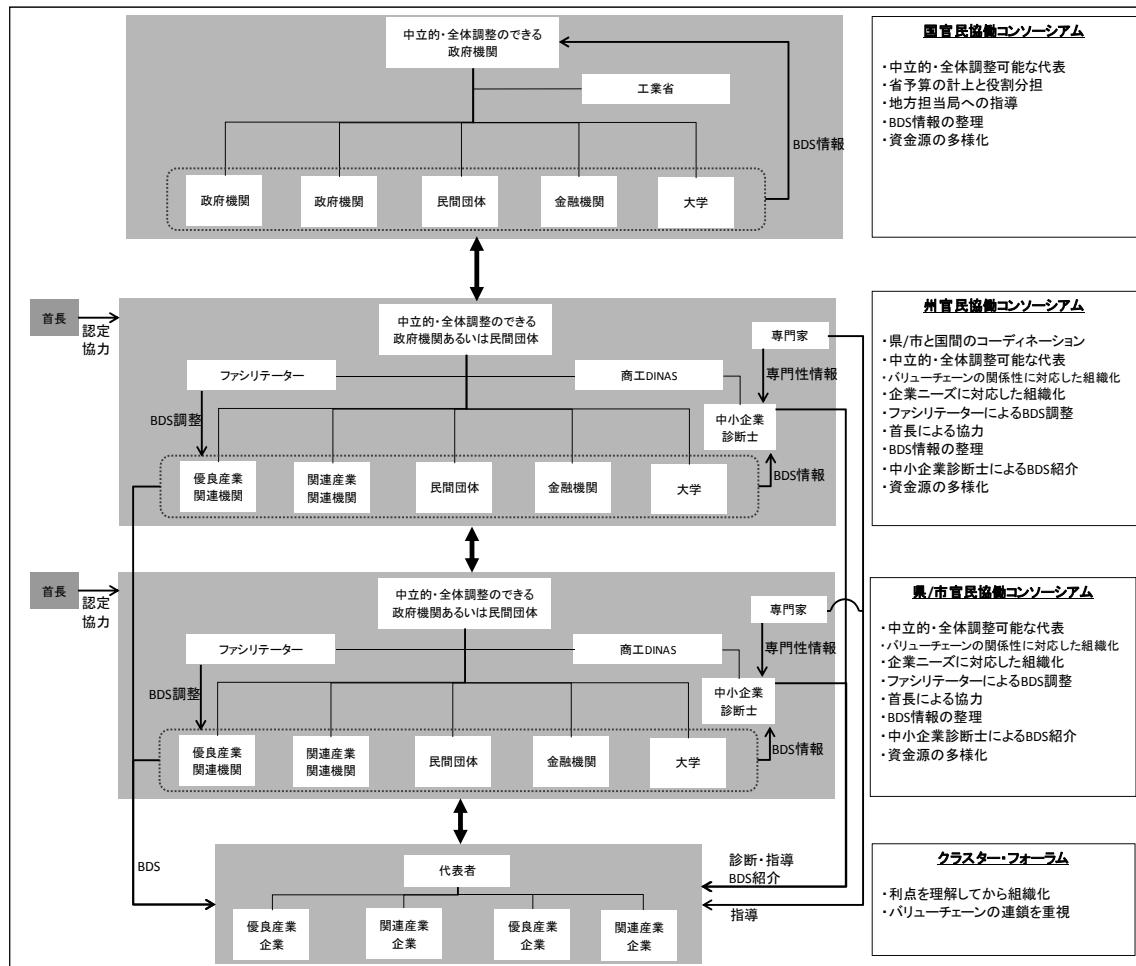 中立的・全体調整のできる
政府機関
工業省
BDS情報
政府機関
政府機関
民間団体
金融機関
大学
国官民協働コンソーシアム
・中立的・全体調整可能な代表
・省予算の計上と役割分担
・地方担当局への指導
・BDS情報の整理
・資金源の多様化
首長
認定
協力
中立的・全体調整のできる
政府機関あるいは民間団体
専門家
ファシリテーター
商工DINAS
専門性情報
BDS調整
中小企業
診断士
優良産業
関連機関
関連産業
関連機関
民間団体
金融機関
大学
BDS情報
州官民協働コンソーシアム
・県/市と国間のコーディネーション
・中立的・全体調整可能な代表
・バリューチェーンの関係性に対応した組織化
・企業ニーズに対応した組織化
・ファシリテーターによるBDS調整
・首長による協力
・BDS情報の整理
・中小企業診断士によるBDS紹介
・資金源の多様化
首長
認定
協力
中立的・全体調整のできる
政府機関あるいは民間団体
専門家
ファシリテーター
商工DINAS
専門性情報
BDS調整
中小企業
診断士
優良産業
関連機関
関連産業
関連機関
民間団体
金融機関
大学
BDS情報
県/市官民協働コンソーシアム
・中立的・全体調整可能な代表
・バリューチェーンの関係性に対応した組織化
・企業ニーズに対応した組織化
・ファシリテーターによるBDS調整
・首長による協力
・BDS情報の整理
・中小企業診断士によるBDS紹介
・資金源の多様化
BDS
代表者
診断・指導
BDS紹介
指導
優良産業
企業
関連産業
企業
優良産業
企業
関連産業
企業
クラスター・フォーラム
・利点を理解してから組織化
・バリューチェーンの連鎖を重視